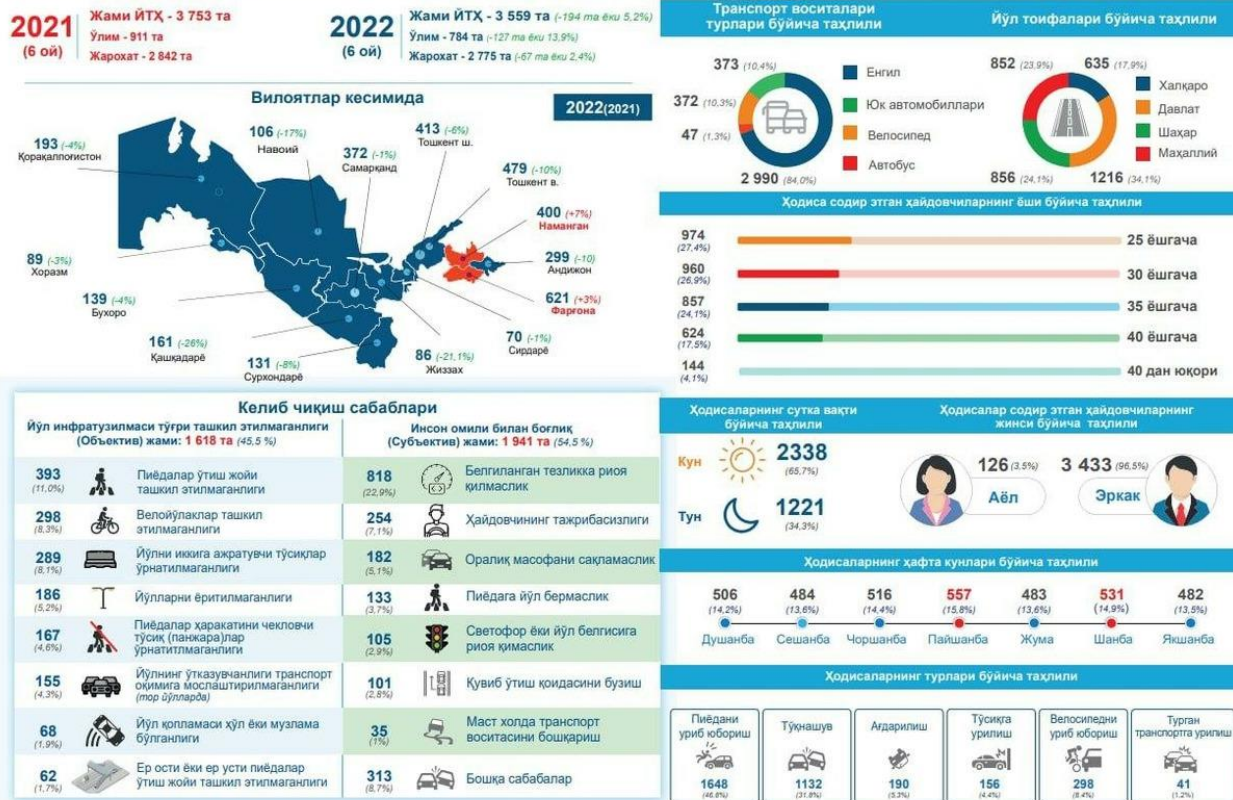 2021
(6 ой)
Жами ЙТҲ - 3 753 та
Ўлим - 911 та
Жарохат - 2 842 та
2022
(6 ой)
Жами ЙТҲ - 3 559 та (-194 та ёки 5,2%)
Ўлим - 784 та (-127 та ёки 13,9%)
Жарохат - 2 775 та (-67 та ёки 2,4%)
Вилоятлар кесимида
2022(2021)
193 (-4%)
Қорақалпоғистон
106 (-17%)
Навоий
372 (-1%)
Самарқанд
413 (-6%)
Тошкент ш.
479 (-10%)
Тошкент в.
400 (+7%)
Наманган
299 (-10)
Андижон
621 (+3%)
Фарғона
70 (-1%)
Сирдарё
86 (-21,1%)
Жиззах
131 (-8%)
Сурхондарё
161 (-26%)
Қашқадарё
139 (-4%)
Бухоро
89 (-3%)
Хоразм
Келиб чиқиш сабаблари
Йўл инфратузилмаси тўғри ташкил этилмаганлиги
(Объектив) жами: 1 618 та (45,5 %)
393
(11,0%)
Пиёдалар ўтиш жойи
ташкил этилмаганлиги
298
(8,3%)
Велойўлаклар ташкил
этилмаганлиги
289
(8,1%)
Йўлни иккига ажратувчи тўсиқлар
ўрнатилмаганлиги
186
(5,2%)
Йўлларни ёритилмаганлиги
167
(4,6%)
Пиёдалар ҳаракатини чекловчи
тўсиқ (панжара)лар
ўрнатитлмаганлиги
155
(4,3%)
Йўлнинг ўтказувчанлиги транспорт
оқимига мослаштирилмаганлиги
(тор йўлларда)
68
(1,9%)
Йўл қопламаси ҳўл ёки музлама
бўлганлиги
62
(1,7%)
Ер ости ёки ер усти пиёдалар
ўтиш жойи ташкил этилмаганлиги
Инсон омили билан боғлиқ
(Субъектив) жами: 1 941 та (54,5 %)
818
(22,9%)
Белгиланган тезликка риоя
қилмаслик
254
(7,1%)
Ҳайдовчининг тажрибасизлиги
182
(5,1%)
Оралиқ масофани сақламаслик
133
(3,7%)
Пиёдага йўл бермаслик
105
(2,9%)
Светофор ёки йўл белгисига
риоя қимаслик
101
(2,8%)
Қувиб ўтиш қоидасини бузиш
35
(1%)
Маст холда транспорт
воситасини бошқариш
313
(8,7%)
Бошқа сабабалар
Транспорт воситалари
турлари бўйича таҳлили
373 (10,4%)
372 (10,3%)
47 (1,3%)
2 990 (84,0%)
Енгил
Юк автомобиллари
Велосипед
Автобус
Йўл тоифалари бўйича таҳлили
852 (23,9%)
635 (17,9%)
856 (24,1%)
1216 (34,1%)
Халқаро
Давлат
Шаҳар
Маҳаллий
Ҳодиса содир этган ҳайдовчиларнинг ёши бўйича таҳлили
974
(27,4%)
25 ёшгача
960
(26,9%)
30 ёшгача
857
(24,1%)
35 ёшгача
624
(17,5%)
40 ёшгача
144
(4,1%)
40 дан юқори
Ҳодисаларнинг сутка вақти
бўйича таҳлили
Кун
2338
(65,7%)
Тун
1221
(34,3%)
Ҳодисалар содир этган ҳайдовчиларнинг
жинси бўйича таҳлили
126 (3,5%)
Аёл
3 433 (96,5%)
Эркак
Ҳодисаларнинг ҳафта кунлари бўйича таҳлили
506
(14,2%)
Душанба
484
(13,6%)
Сешанба
516
(14,4%)
Чоршанба
557
(15,8%)
Пайшанба
483
(13,6%)
Жума
531
(14,9%)
Шанба
482
(13,5%)
Якшанба
Ҳодисаларнинг турлари бўйича таҳлили
Пиёдани
уриб юбориш
1648
(46,8%)
Тўқнашув
1132
(31,8%)
Ағдарилиш
190
(5,3%)
Тўсиқга
урилиш
156
(4,4%)
Велосипедни
уриб юбориш
298
(8,4%)
Турган
транспортга урилиш
41
(1,2%)